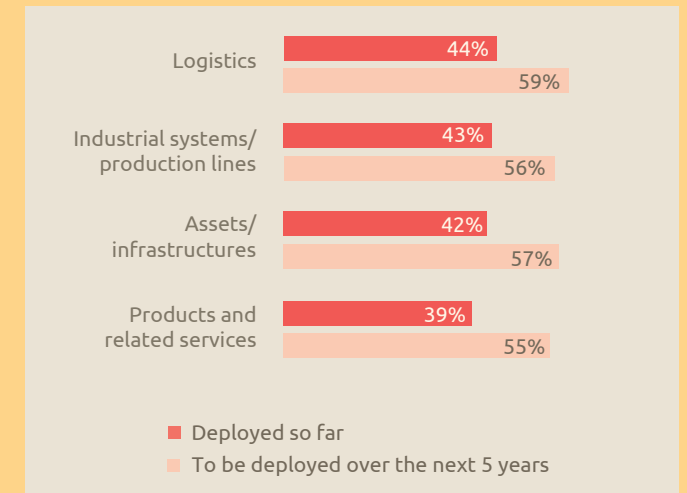 Logistics
44%
59%
Industrial systems/
production lines
43%
56%
Assets/
infrastructures
42%
57%
Products and
related services
39%
55%
Deployed so far
To be deployed over the next 5 years